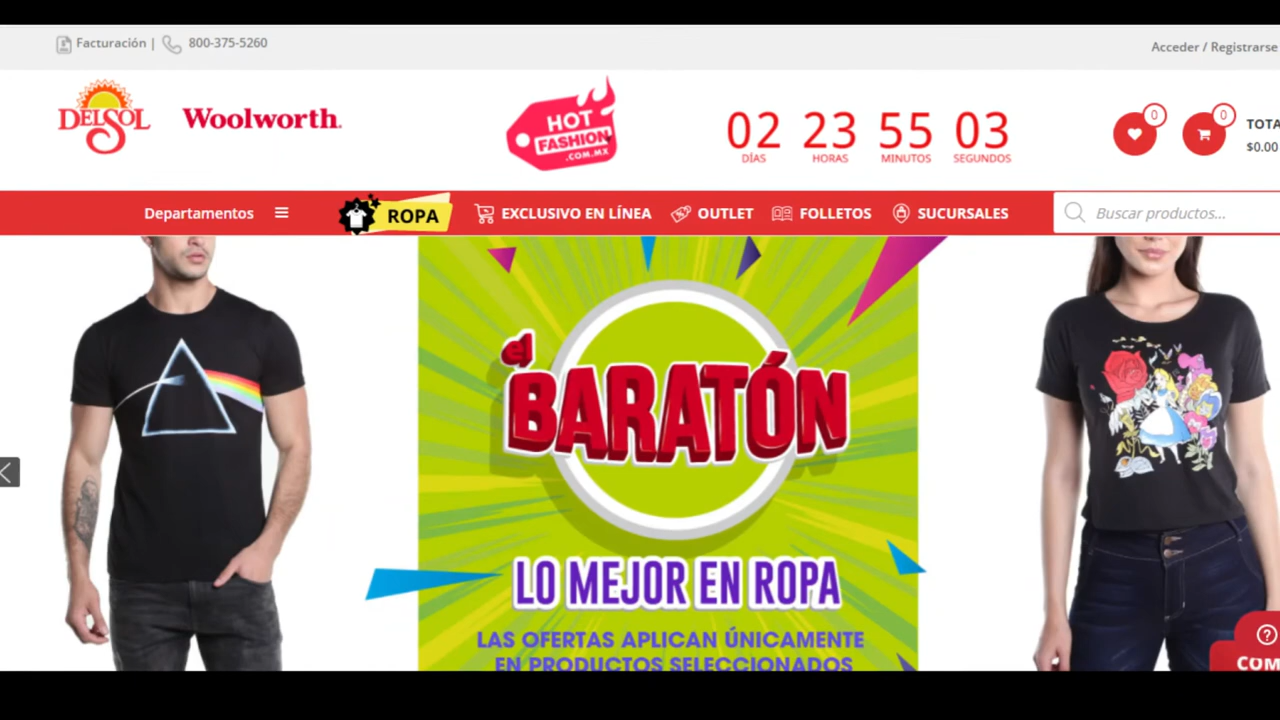 Facturación | 800-375-5260
Acceder / Registrarse
DELSOL
Woolworth.
HOT
FASHION
.COM.MX
02 23 55 03
DÍAS HORAS MINUTOS SEGUNDOS
0
0
TOTA
$0.00
Departamentos
ROPA
EXCLUSIVO EN LÍNEA
OUTLET
FOLLETOS
SUCURSALES
Buscar productos...
el
BARATÓN
LO MEJOR EN ROPA
LAS OFERTAS APLICAN ÚNICAMENTE
EN PRODUCTOS SELECCIONADOS
?
COM